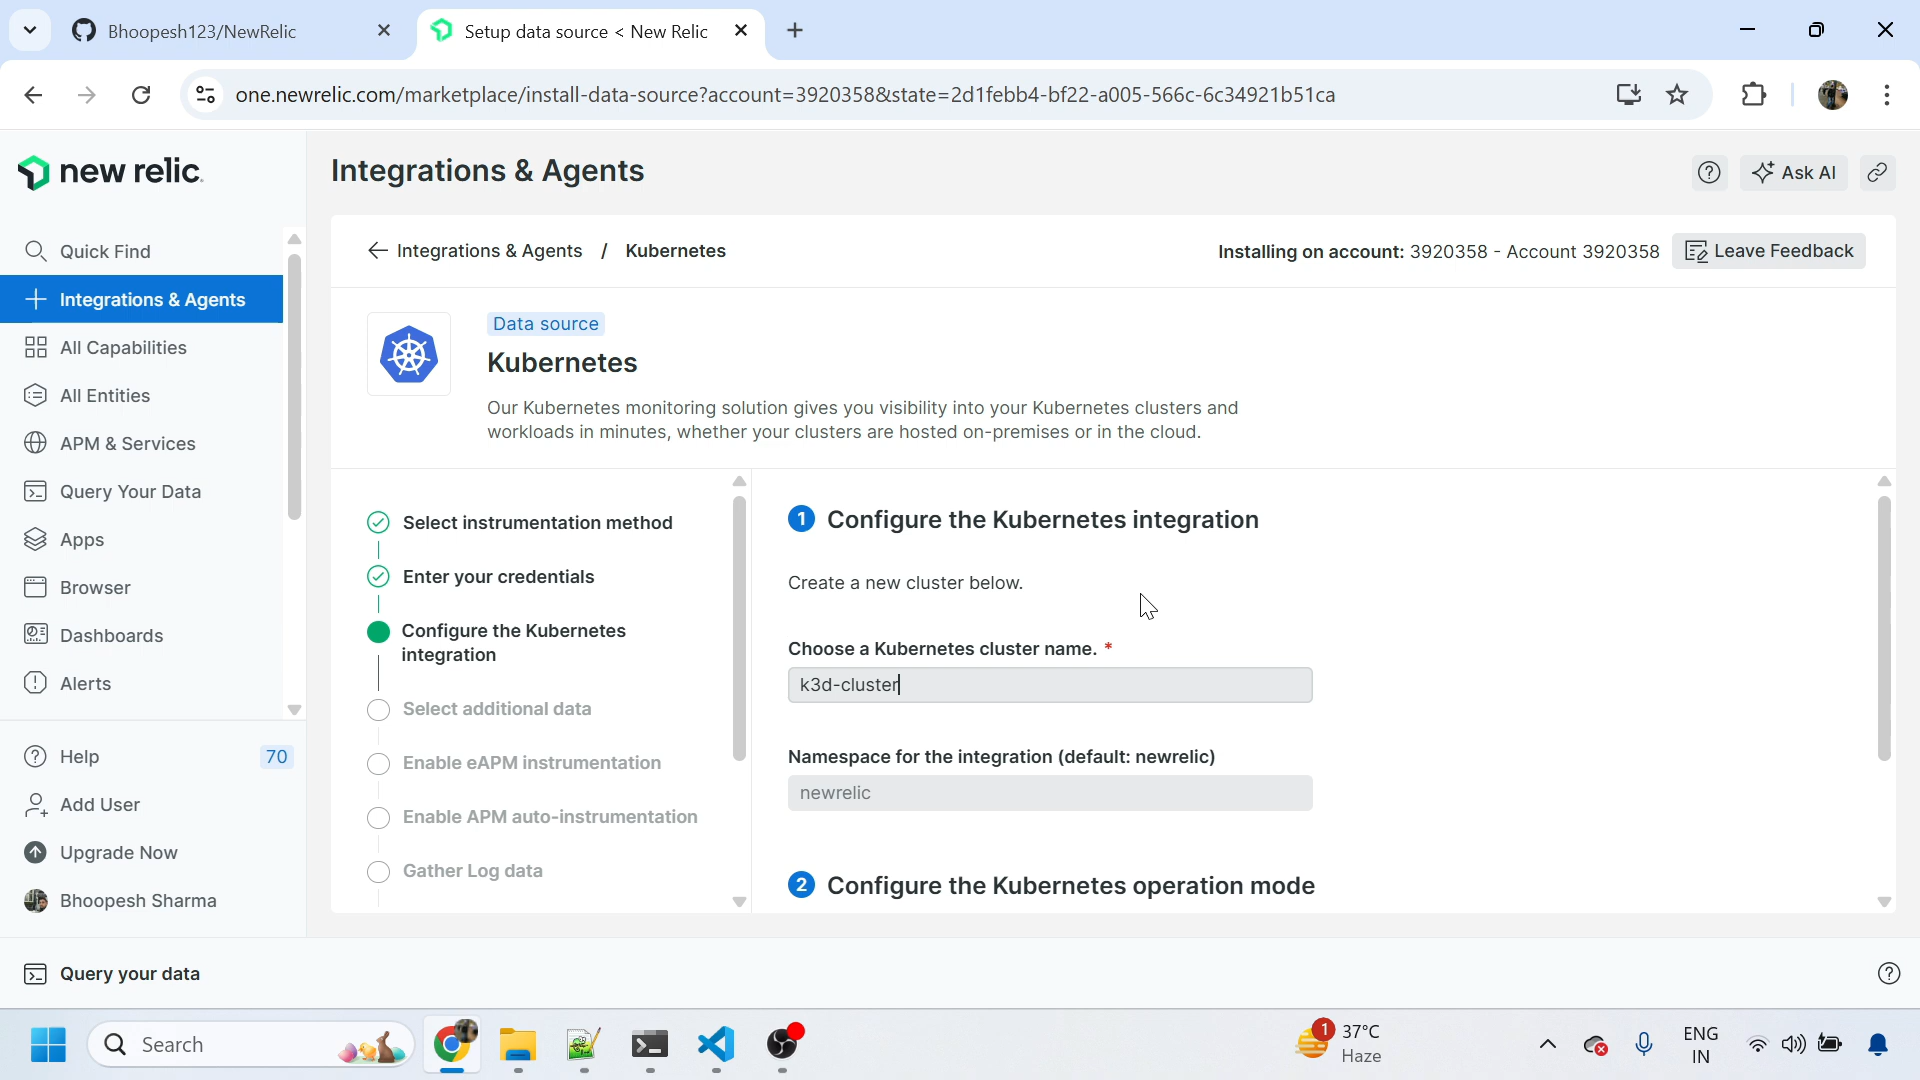 Bhoopesh123/NewRelic
Setup data source < New Relic
one.newrelic.com/marketplace/install-data-source?account=3920358&state=2d1febb4-bf22-a005-566c-6c34921b51ca
new relic
Integrations & Agents
Ask AI
Quick Find
Integrations & Agents
All Capabilities
All Entities
APM & Services
Query Your Data
Apps
Browser
Dashboards
Alerts
Help 70
Add User
Upgrade Now
Bhoopesh Sharma
Integrations & Agents / Kubernetes
Installing on account: 3920358 - Account 3920358
Leave Feedback
Data source
Kubernetes
Our Kubernetes monitoring solution gives you visibility into your Kubernetes clusters and
workloads in minutes, whether your clusters are hosted on-premises or in the cloud.
Select instrumentation method
Enter your credentials
Configure the Kubernetes
integration
Select additional data
Enable eAPM instrumentation
Enable APM auto-instrumentation
Gather Log data
1 Configure the Kubernetes integration
Create a new cluster below.
Choose a Kubernetes cluster name. *
k3d-cluster
Namespace for the integration (default: newrelic)
newrelic
2 Configure the Kubernetes operation mode
Query your data
Search
1
37°C
Haze
ENG
IN